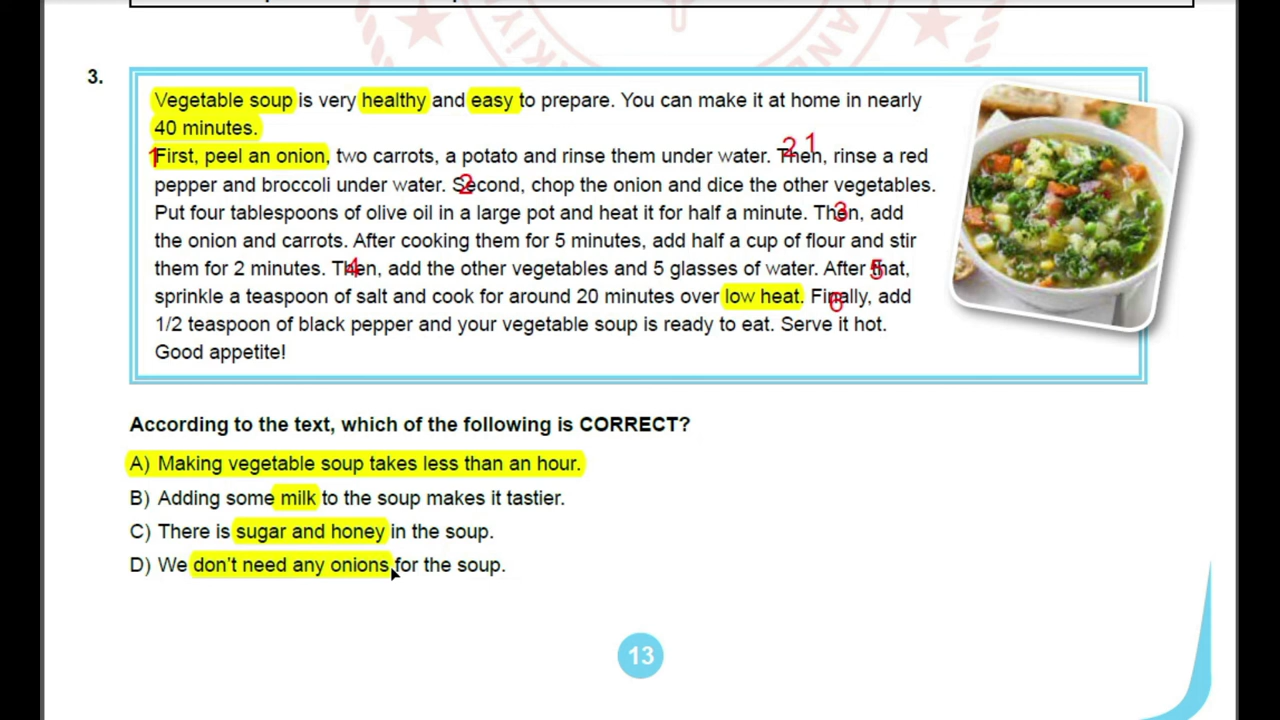 3.
Vegetable soup is very healthy and easy to prepare. You can make it at home in nearly
40 minutes.
1 First, peel an onion, two carrots, a potato and rinse them under water. Then, rinse a red
2 1
pepper and broccoli under water. Second, chop the onion and dice the other vegetables.
2
Put four tablespoons of olive oil in a large pot and heat it for half a minute. Then, add
3
the onion and carrots. After cooking them for 5 minutes, add half a cup of flour and stir
them for 2 minutes. Then, add the other vegetables and 5 glasses of water. After that,
4 5
sprinkle a teaspoon of salt and cook for around 20 minutes over low heat. Finally, add
6
1/2 teaspoon of black pepper and your vegetable soup is ready to eat. Serve it hot.
Good appetite!
According to the text, which of the following is CORRECT?
A) Making vegetable soup takes less than an hour.
B) Adding some milk to the soup makes it tastier.
C) There is sugar and honey in the soup.
D) We don't need any onions for the soup.
13